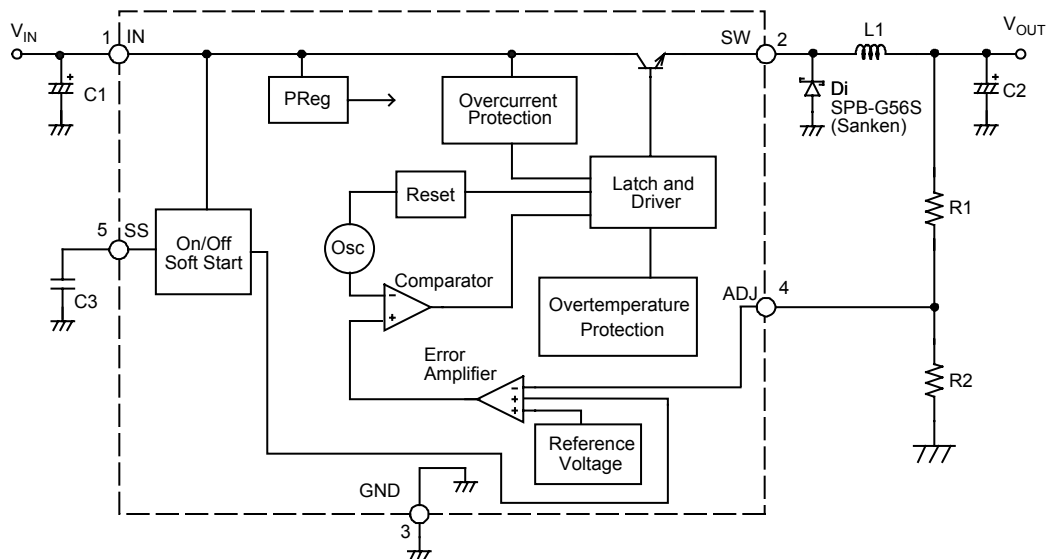 VIN
1
IN
SW
2
L1
VOUT
+
C1
PReg
Overcurrent
Protection
Di
SPB-G56S
(Sanken)
+
C2
Reset
Latch and
Driver
R1
5
SS
On/Off
Soft Start
Osc
C3
Comparator
−
+
Overtemperature
Protection
ADJ
4
Error
Amplifier
−
+
+
R2
Reference
Voltage
GND
3